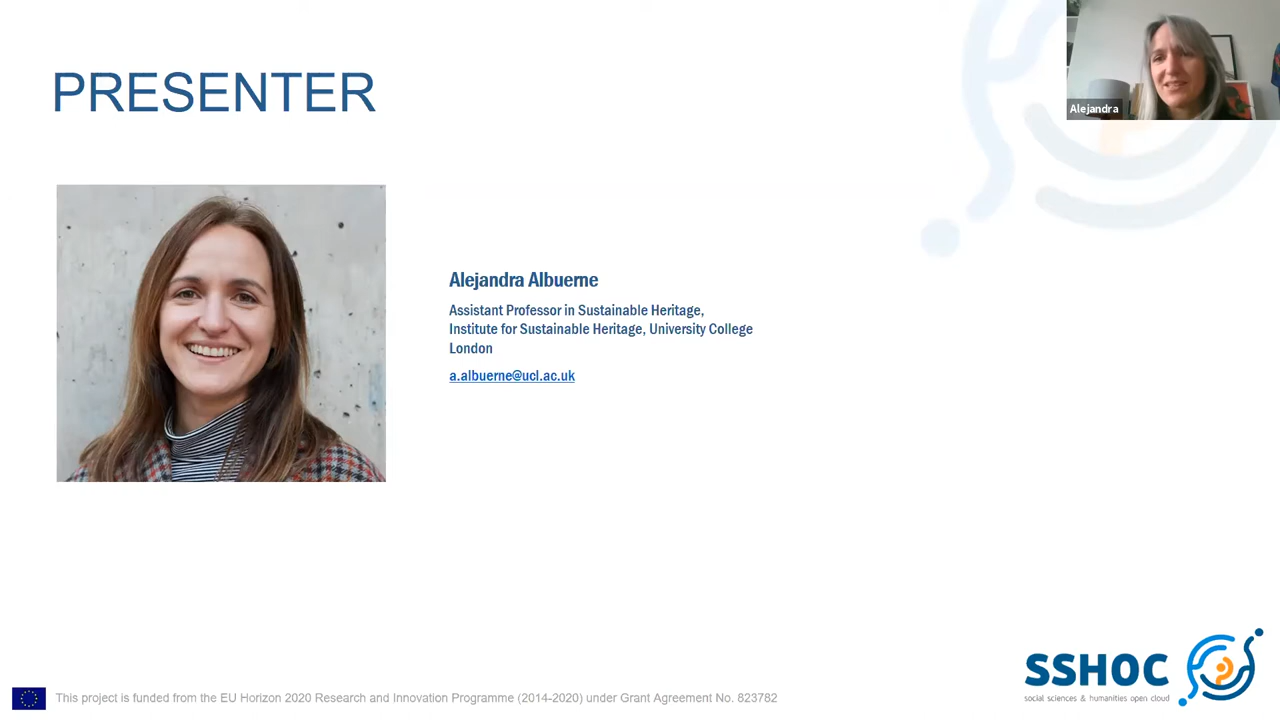 PRESENTER
Alejandra
Alejandra Albuerne
Assistant Professor in Sustainable Heritage,
Institute for Sustainable Heritage, University College
London
a.albuerne@ucl.ac.uk
SSHOC
social sciences & humanities open cloud
This project is funded from the EU Horizon 2020 Research and Innovation Programme (2014-2020) under Grant Agreement No. 823782